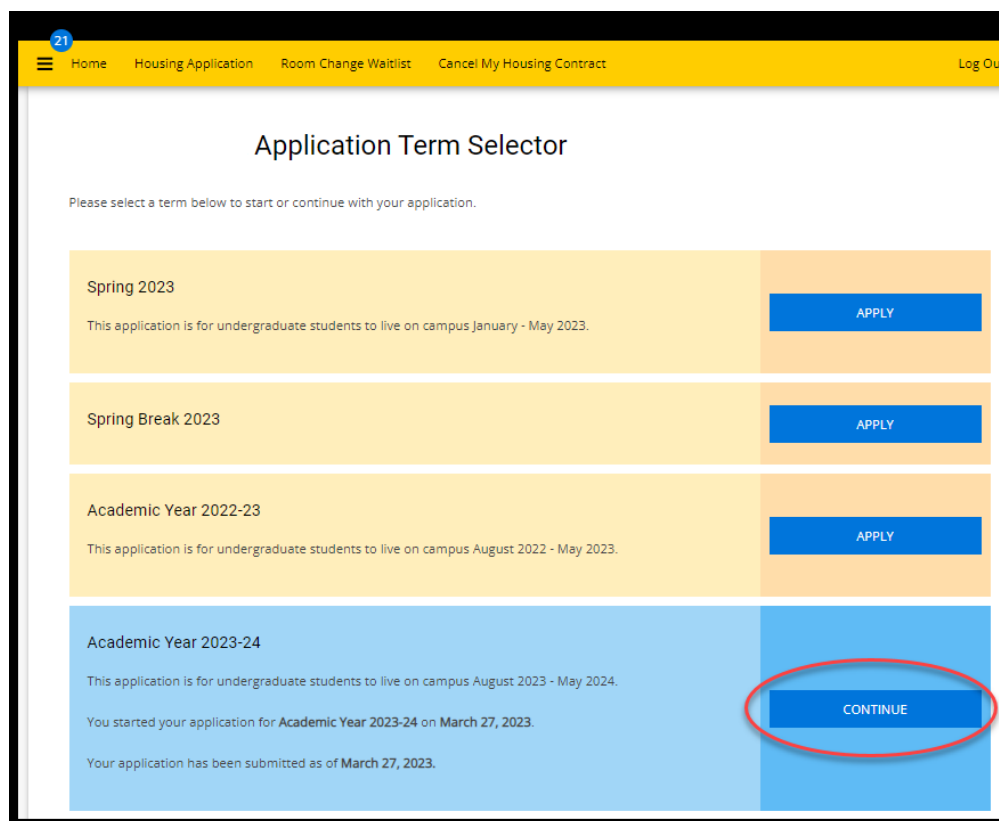 21
Home Housing Application Room Change Waitlist Cancel My Housing Contract Log Ou
Application Term Selector
Please select a term below to start or continue with your application.
Spring 2023
This application is for undergraduate students to live on campus January - May 2023.
APPLY
Spring Break 2023
APPLY
Academic Year 2022-23
This application is for undergraduate students to live on campus August 2022 - May 2023.
APPLY
Academic Year 2023-24
This application is for undergraduate students to live on campus August 2023 - May 2024.
You started your application for Academic Year 2023-24 on March 27, 2023.
Your application has been submitted as of March 27, 2023.
CONTINUE